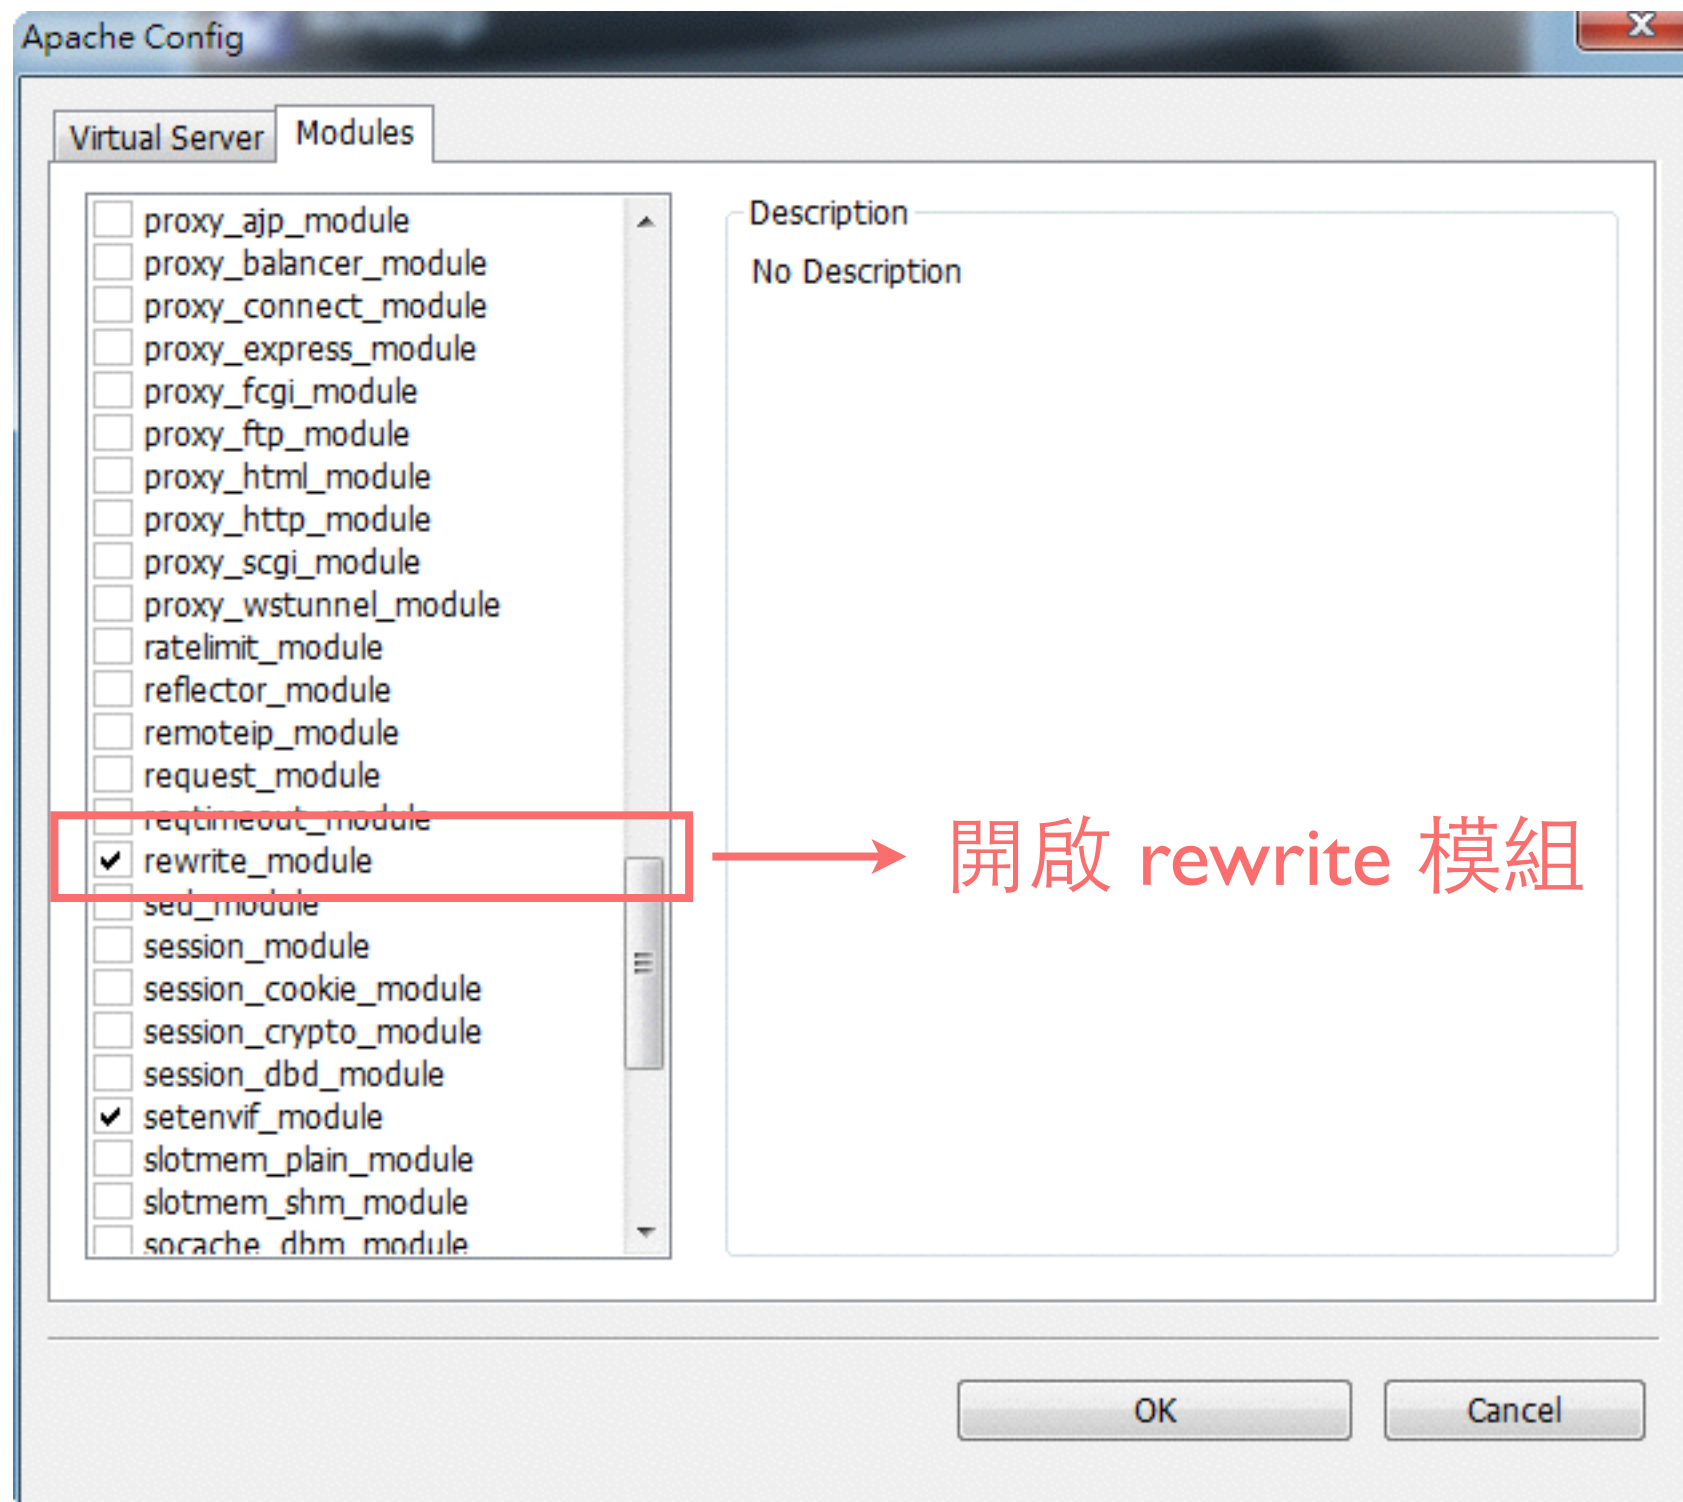 Apache Config
Virtual Server
Modules
proxy_ajp_module
proxy_balancer_module
proxy_connect_module
proxy_express_module
proxy_fcgi_module
proxy_ftp_module
proxy_html_module
proxy_http_module
proxy_scgi_module
proxy_wstunnel_module
ratelimit_module
reflector_module
remoteip_module
request_module
reqtimeout_module
rewrite_module
sed_module
session_module
session_cookie_module
session_crypto_module
session_dbd_module
setenvif_module
slotmem_plain_module
slotmem_shm_module
socache_dbm_module
Description
No Description
開啟 rewrite 模組
OK
Cancel